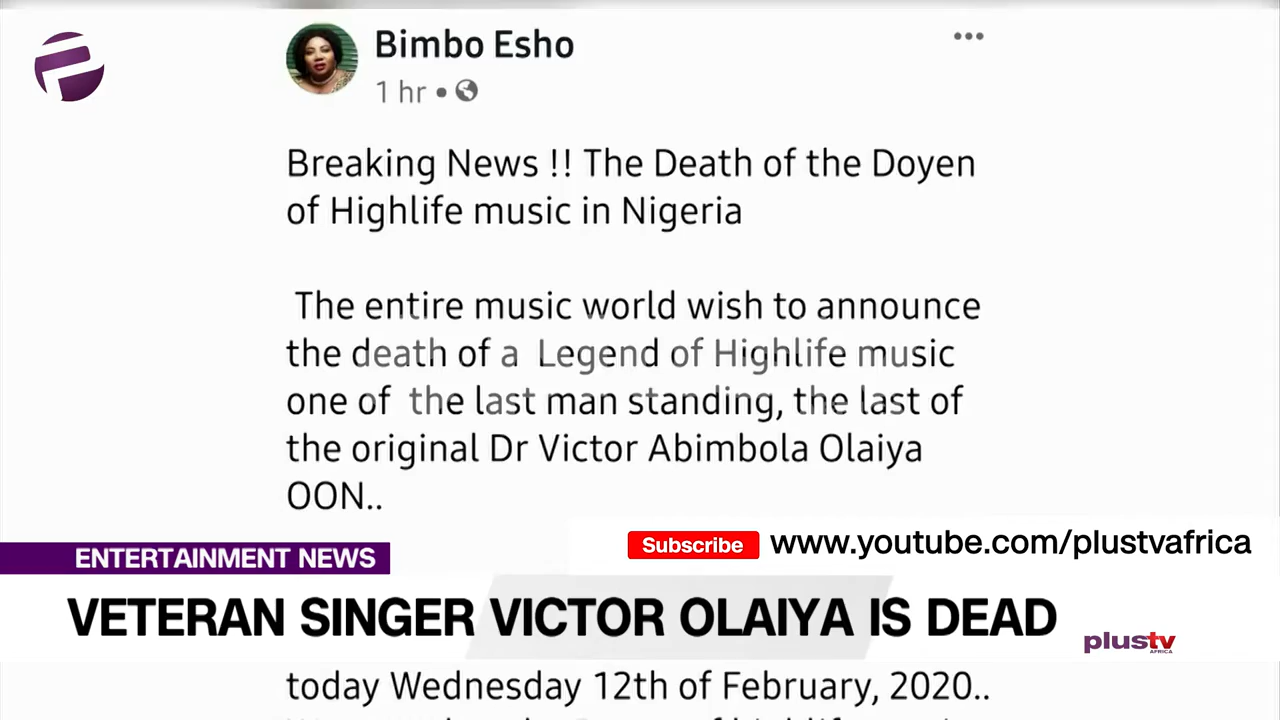 Bimbo Esho
1 hr •
Breaking News !! The Death of the Doyen
of Highlife music in Nigeria
The entire music world wish to announce
the death of a Legend of Highlife music
one of the last man standing, the last of
the original Dr Victor Abimbola Olaiya
OON..
Subscribe www.youtube.com/plustvafrica
ENTERTAINMENT NEWS
VETERAN SINGER VICTOR OLAIYA IS DEAD
plustv
AFRICA
today Wednesday 12th of February, 2020..